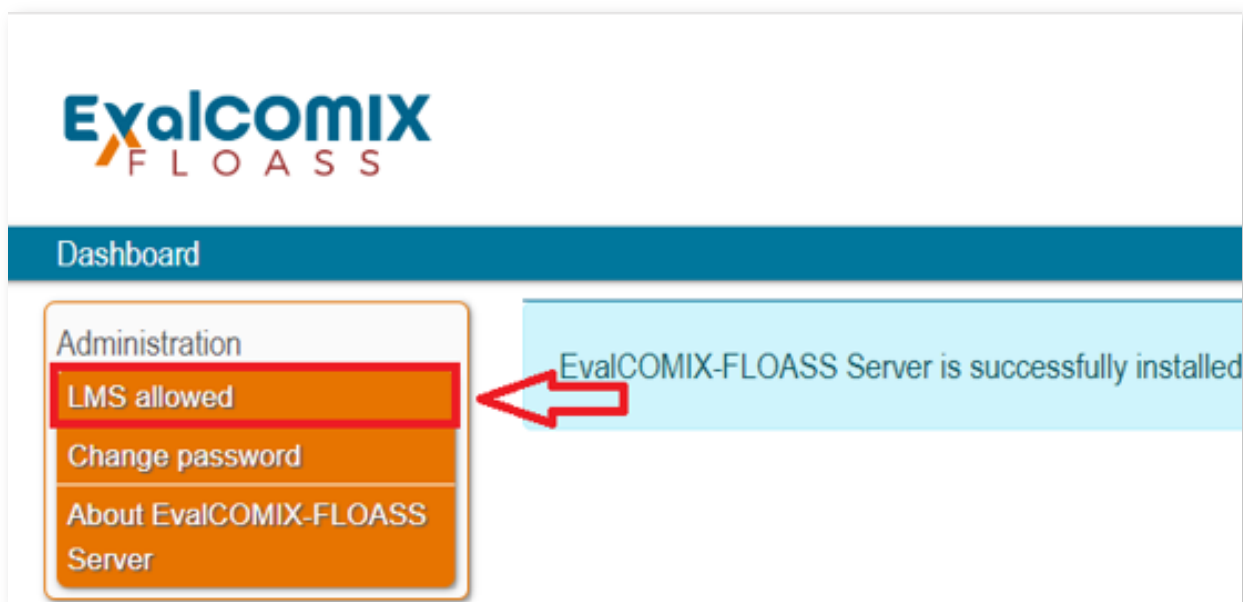 EvalCOMIX
FLOASS
Dashboard
Administration
LMS allowed
Change password
About EvalCOMIX-FLOASS
Server
EvalCOMIX-FLOASS Server is successfully installed